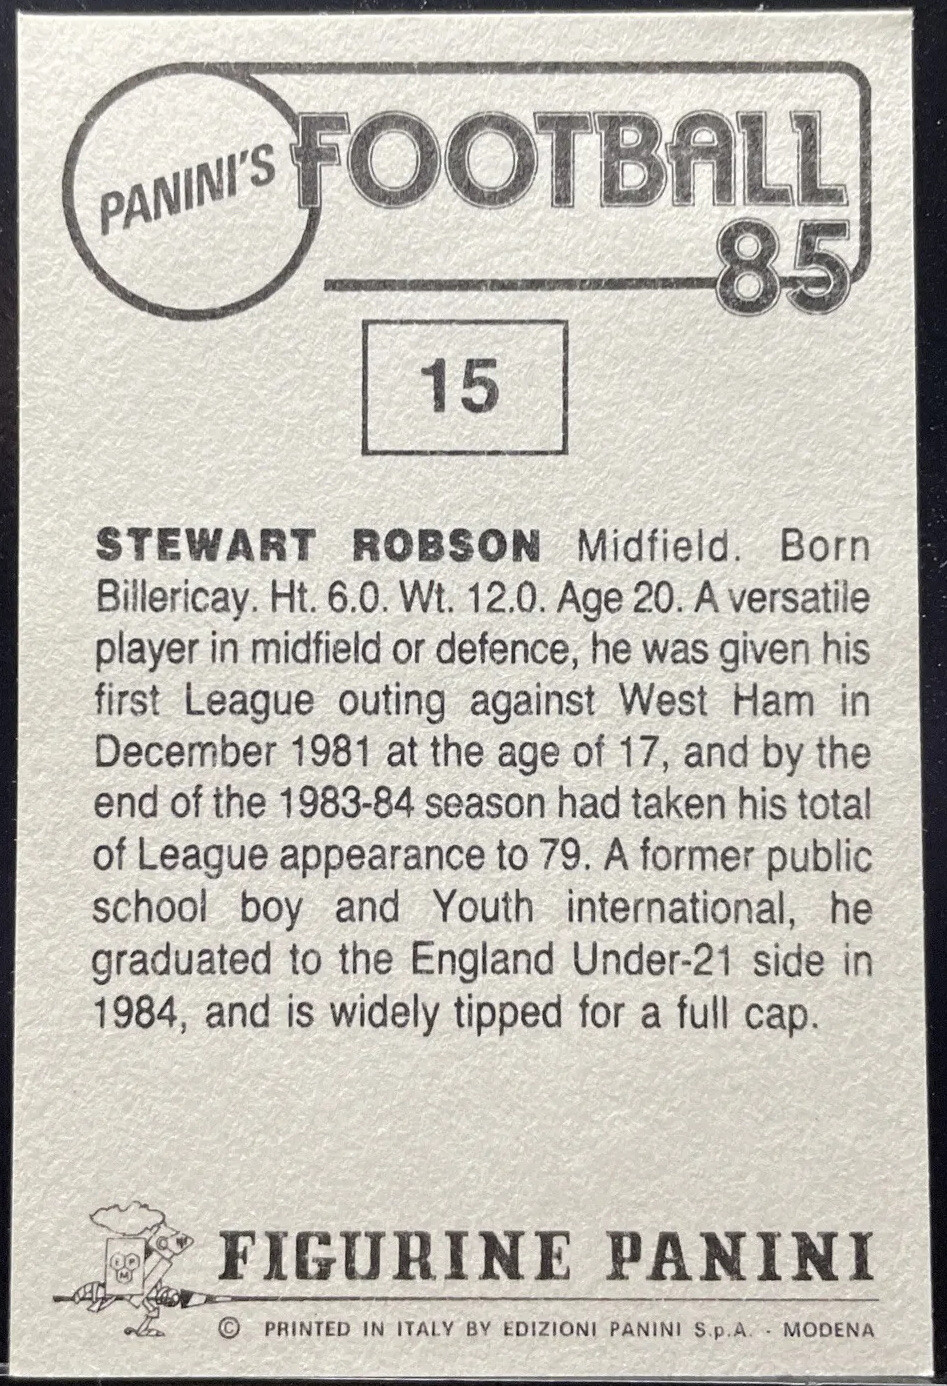 PANINI'S
FOOTBALL
85
15
STEWART ROBSON Midfield. Born
Billericay. Ht. 6.0. Wt. 12.0. Age 20. A versatile
player in midfield or defence, he was given his
first League outing against West Ham in
December 1981 at the age of 17, and by the
end of the 1983-84 season had taken his total
of League appearance to 79. A former public
school boy and Youth international, he
graduated to the England Under-21 side in
1984, and is widely tipped for a full cap.
FIGURINE PANINI
© PRINTED IN ITALY BY EDIZIONI PANINI S.p.A. - MODENA